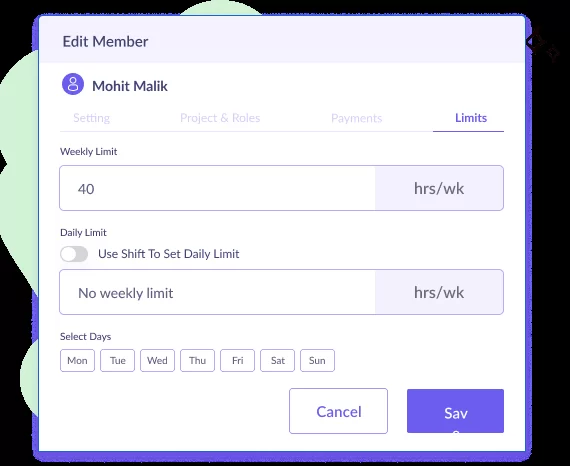 Edit Member
Mohit Malik
Setting Project & Roles Payments Limits
Weekly Limit
40 hrs/wk
Daily Limit
Use Shift To Set Daily Limit
No weekly limit hrs/wk
Select Days
Mon Tue Wed Thu Fri Sat Sun
Cancel Sav